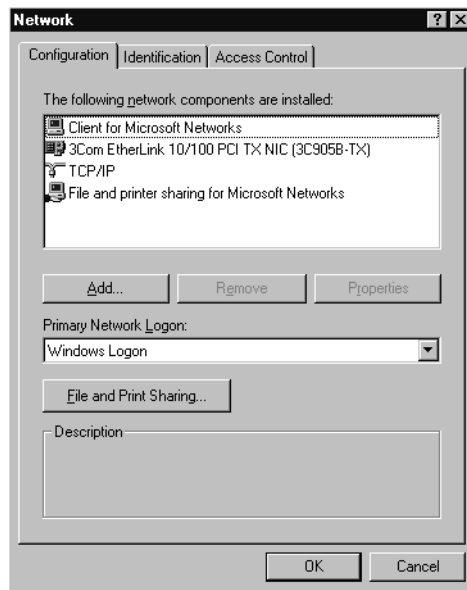 Network
Configuration Identification Access Control
The following network components are installed:
Client for Microsoft Networks
3Com EtherLink 10/100 PCI TX NIC (3C905B-TX)
TCP/IP
File and printer sharing for Microsoft Networks
Add... Remove Properties
Primary Network Logon:
Windows Logon
File and Print Sharing...
Description
OK Cancel